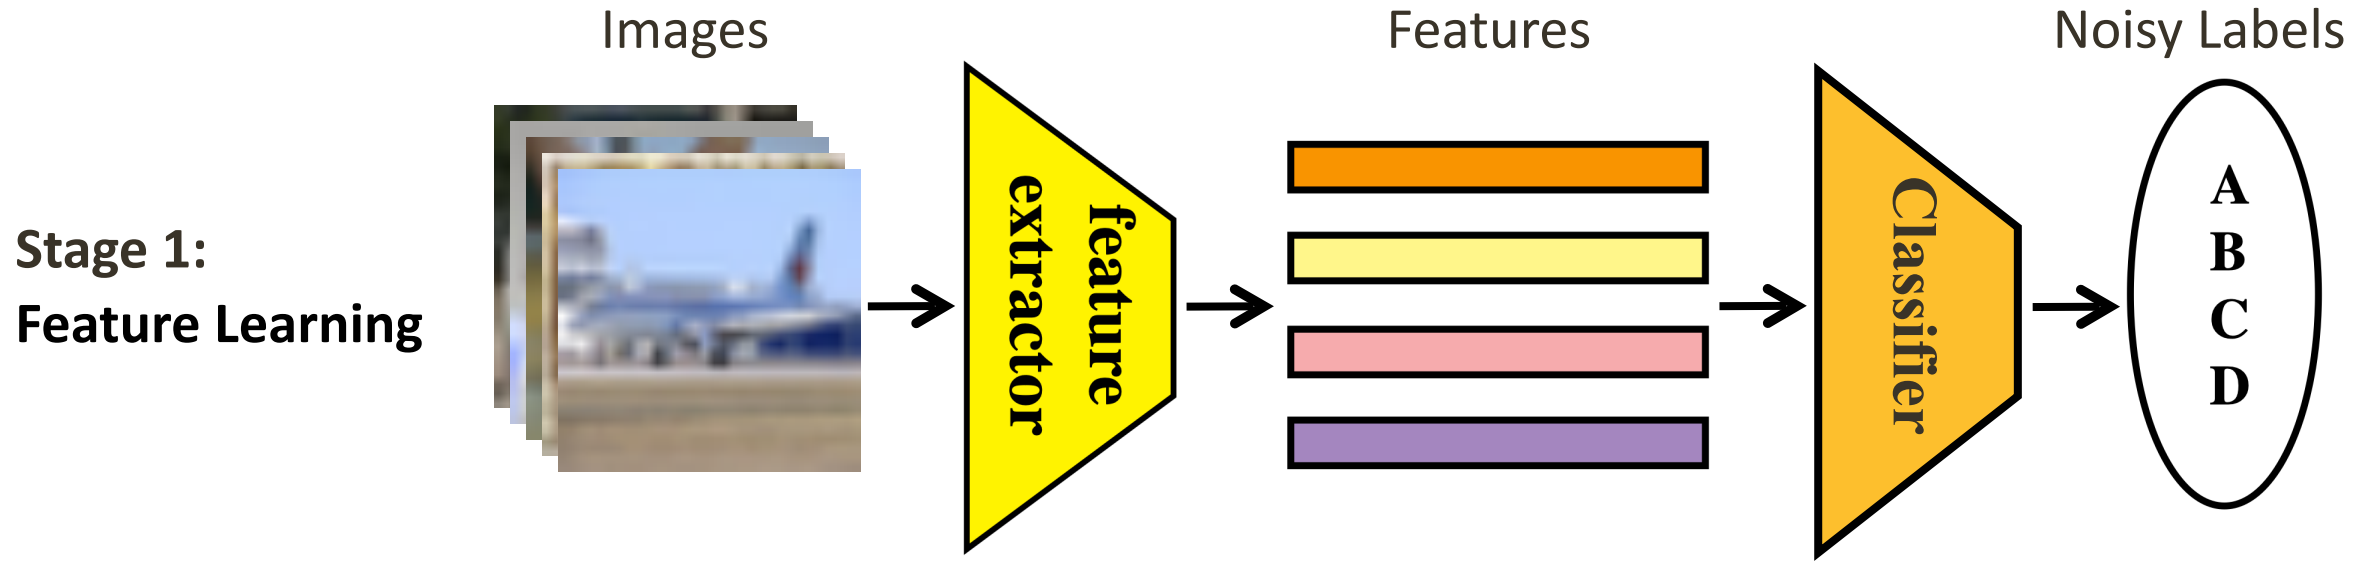 Images
Features
Noisy Labels
Stage 1:
Feature Learning
feature
extractor
Classifier
A
B
C
D